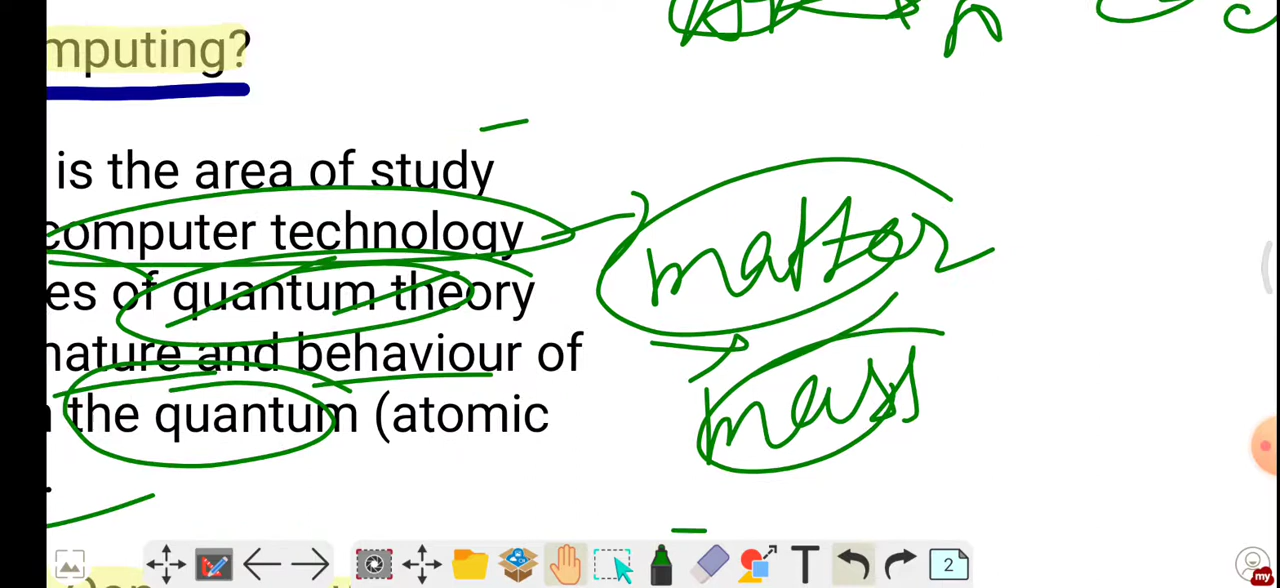 mputing?
is the area of study
computer technology
es of quantum theory
nature and behaviour of
the quantum (atomic
matter
mass
T
2
my